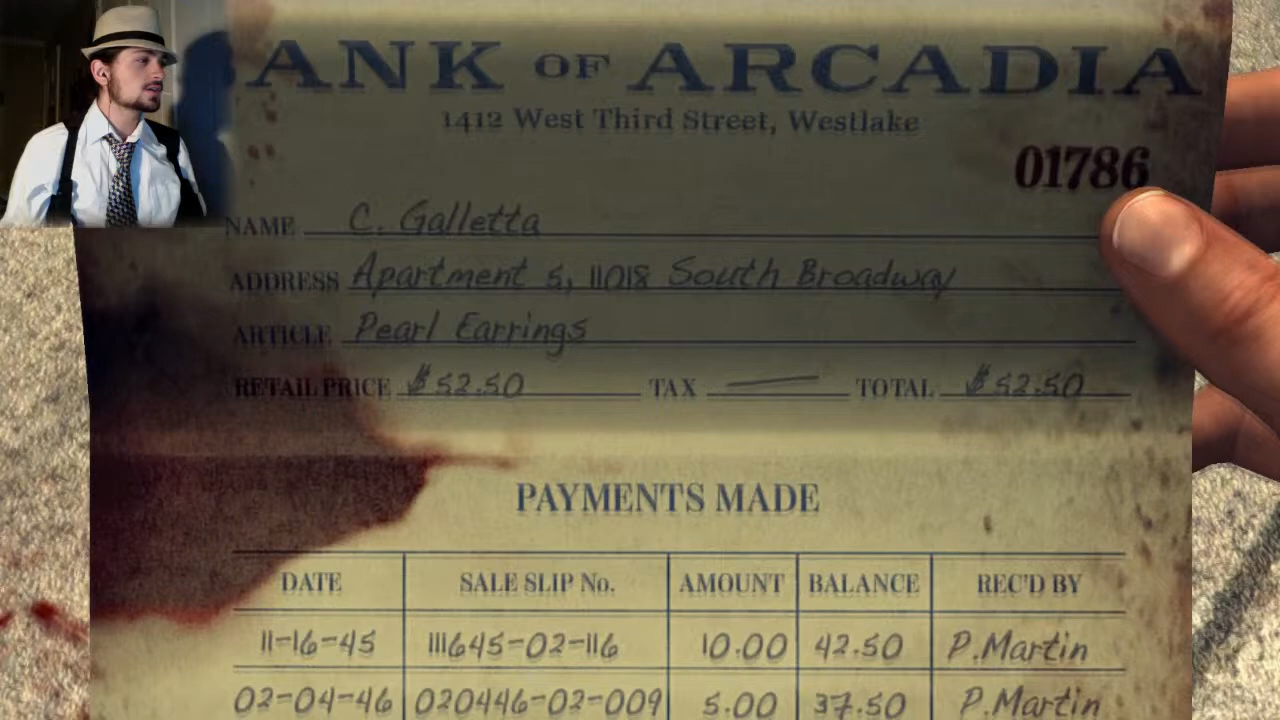 ANK OF ARCADIA
1412 West Third Street, Westlake
01786
NAME C. Galletta
ADDRESS Apartment 5, 11018 South Broadway
ARTICLE Pearl Earrings
RETAIL PRICE $52.50 TAX — TOTAL $52.50
PAYMENTS MADE
DATE SALE SLIP No. AMOUNT BALANCE REC'D BY
11-16-45 111645-02-116 10.00 42.50 P.Martin
02-04-46 020446-02-009 5.00 37.50 P.Martin